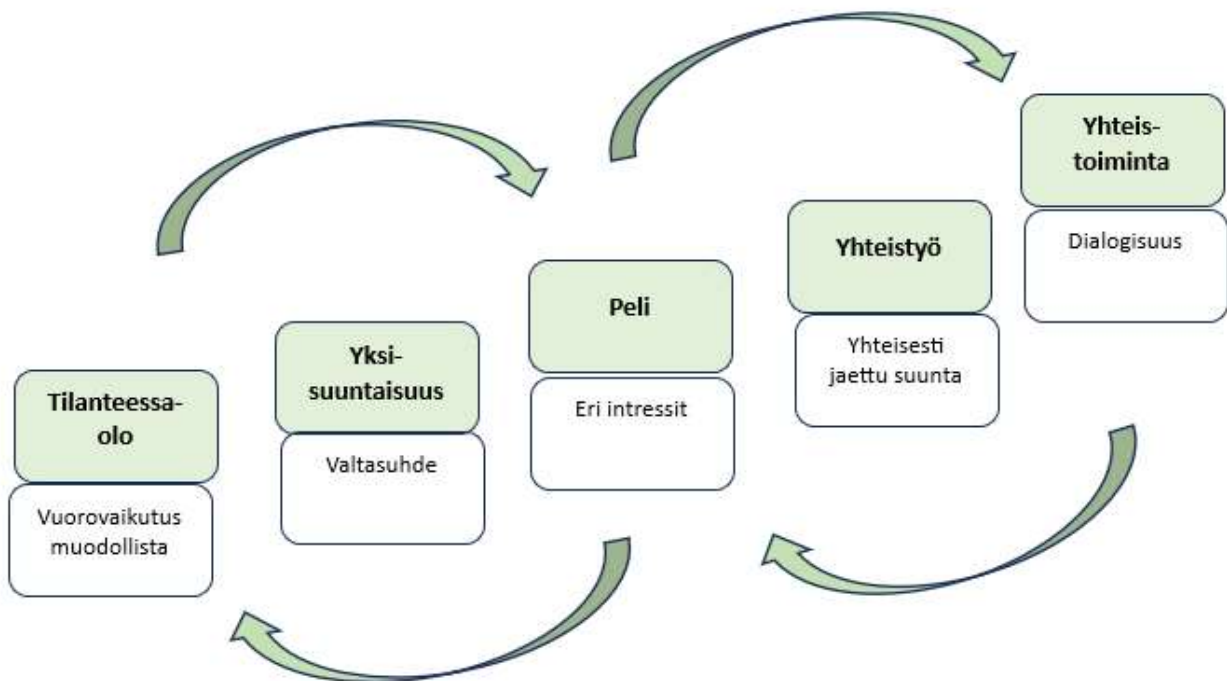 Tilanteessa-
olo
Vuorovaikutus
muodollista
Yksi-
suuntaisuus
Valtasuhde
Peli
Eri intressit
Yhteistyö
Yhteisesti
jaettu suunta
Yhteis-
toiminta
Dialogisuus